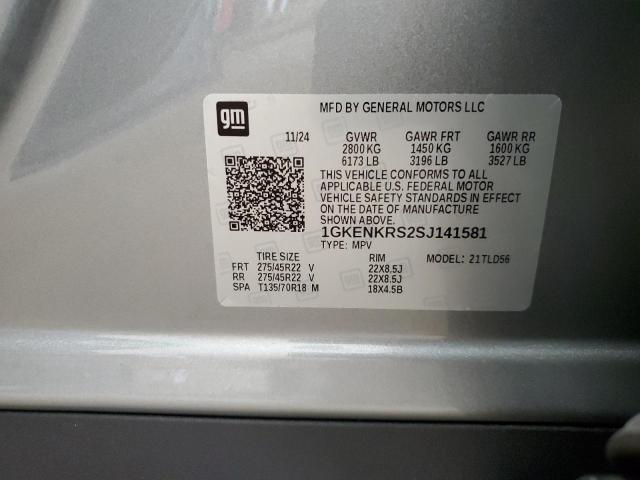 gm
MFD BY GENERAL MOTORS LLC
11/24 GVWR GAWR FRT GAWR RR
2800 KG 1450 KG 1600 KG
6173 LB 3196 LB 3527 LB
THIS VEHICLE CONFORMS TO ALL
APPLICABLE U.S. FEDERAL MOTOR
VEHICLE SAFETY STANDARDS IN EFFECT
ON THE DATE OF MANUFACTURE
SHOWN ABOVE.
1GKENKRS2SJ141581
TYPE: MPV MODEL: 21TLD56
TIRE SIZE RIM
FRT 275/45R22 V 22X8.5J
RR 275/45R22 V 22X8.5J
SPA T135/70R18 M 18X4.5B